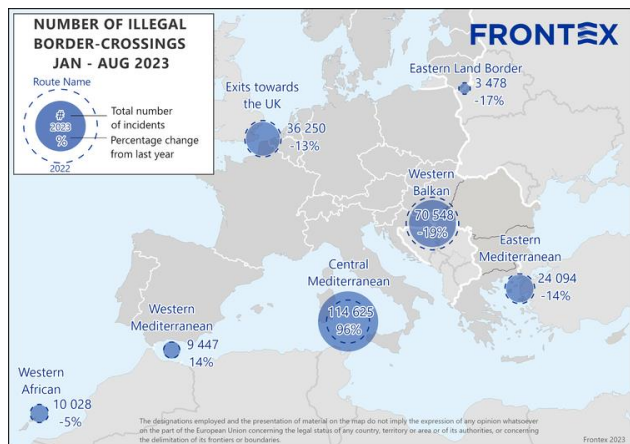 NUMBER OF ILLEGAL
BORDER-CROSSINGS
JAN - AUG 2023
Route Name
#
2023
%
Total number
of incidents
Percentage change
from last year
2022
FRONTEX
Eastern Land Border
3 478
-17%
Exits towards
the UK
36 250
-13%
Western
Balkan
70 548
-19%
Eastern
Mediterranean
24 094
-14%
Central
Mediterranean
114 625
96%
Western
Mediterranean
9 447
14%
Western
African
10 028
-5%
The designations employed and the presentation of material on the map do not imply the expression of any opinion whatsoever
on the part of the European Union concerning the legal status of any country, territory or area or of its authorities, or concerning
the delimitation of its frontiers or boundaries.
Frontex 2023